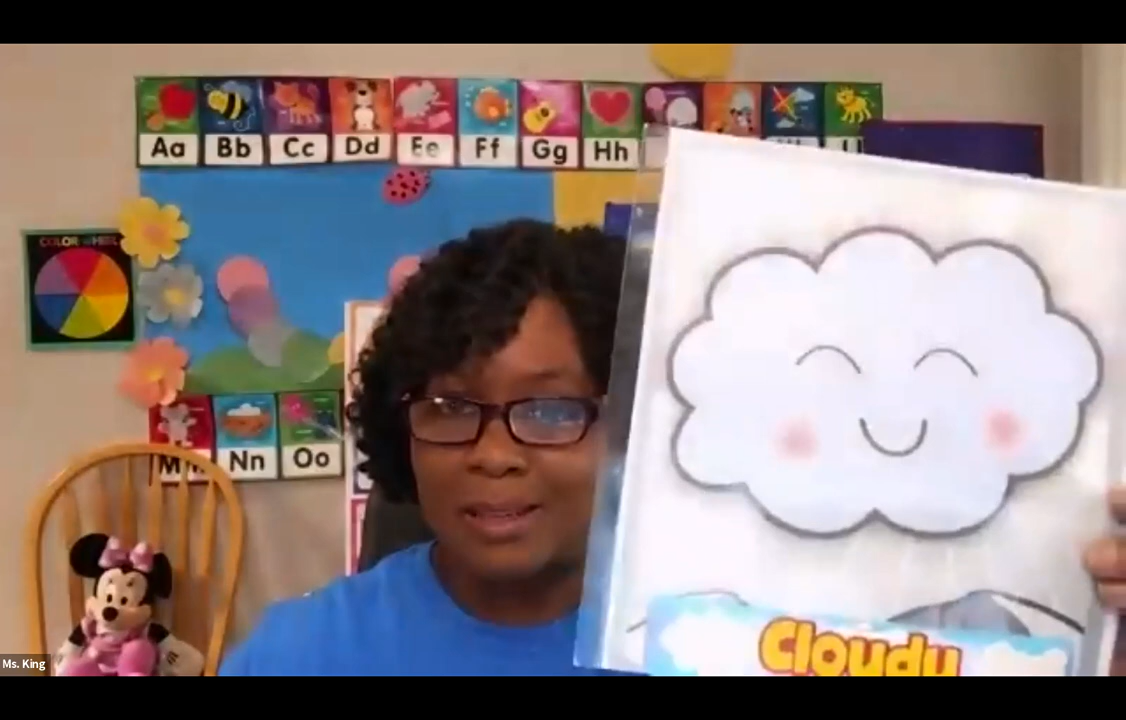 Aa Bb Cc Dd Ee Ff Gg Hh
COLOR WHEEL
Nn Oo
Ms. King
Cloudy